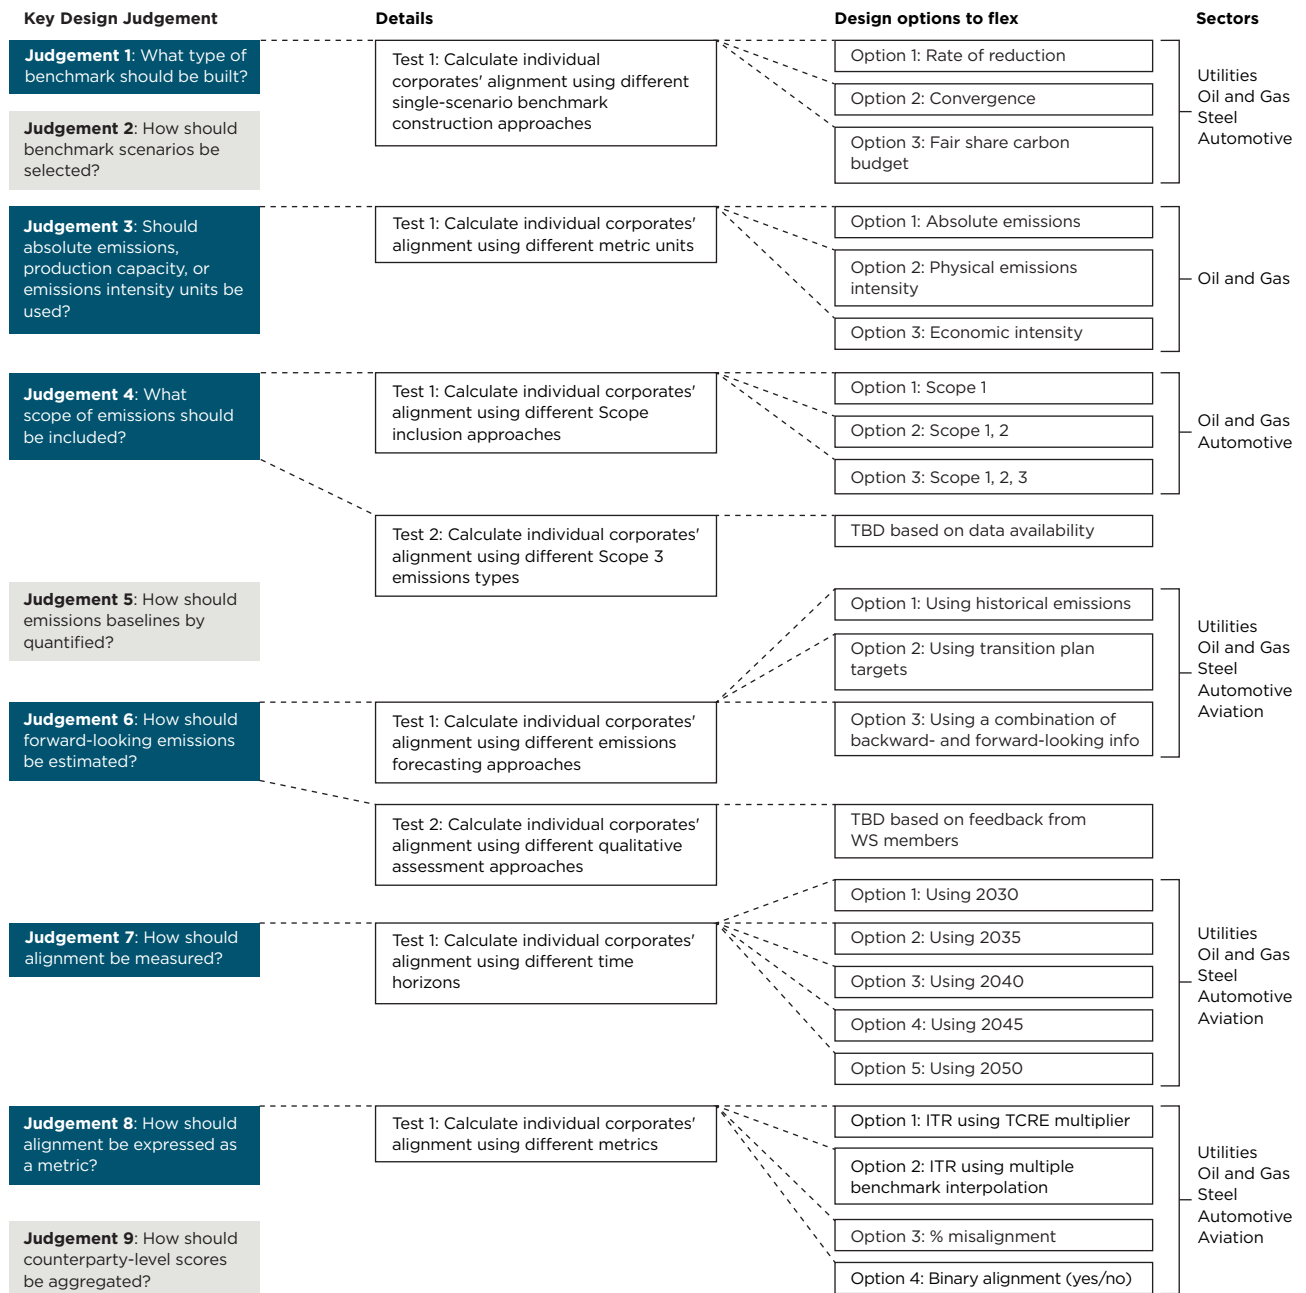 Key Design Judgement
Details
Design options to flex
Sectors
Judgement 1: What type of
benchmark should be built?
Test 1: Calculate individual
corporates' alignment using different
single-scenario benchmark
construction approaches
Option 1: Rate of reduction
Option 2: Convergence
Option 3: Fair share carbon
budget
Utilities
Oil and Gas
Steel
Automotive
Judgement 2: How should
benchmark scenarios be
selected?
Judgement 3: Should
absolute emissions,
production capacity, or
emissions intensity units be
used?
Test 1: Calculate individual corporates'
alignment using different metric units
Option 1: Absolute emissions
Option 2: Physical emissions
intensity
Option 3: Economic intensity
Oil and Gas
Judgement 4: What
scope of emissions should
be included?
Test 1: Calculate individual corporates'
alignment using different Scope
inclusion approaches
Option 1: Scope 1
Option 2: Scope 1, 2
Option 3: Scope 1, 2, 3
Oil and Gas
Automotive
Test 2: Calculate individual corporates'
alignment using different Scope 3
emissions types
TBD based on data availability
Judgement 5: How should
emissions baselines by
quantified?
Judgement 6: How should
forward-looking emissions
be estimated?
Test 1: Calculate individual corporates'
alignment using different emissions
forecasting approaches
Option 1: Using historical emissions
Option 2: Using transition plan
targets
Option 3: Using a combination of
backward- and forward-looking info
Utilities
Oil and Gas
Steel
Automotive
Aviation
Test 2: Calculate individual corporates'
alignment using different qualitative
assessment approaches
TBD based on feedback from
WS members
Judgement 7: How should
alignment be measured?
Test 1: Calculate individual corporates'
alignment using different time
horizons
Option 1: Using 2030
Option 2: Using 2035
Option 3: Using 2040
Option 4: Using 2045
Option 5: Using 2050
Utilities
Oil and Gas
Steel
Automotive
Aviation
Judgement 8: How should
alignment be expressed as
a metric?
Test 1: Calculate individual corporates'
alignment using different metrics
Option 1: ITR using TCRE multiplier
Option 2: ITR using multiple
benchmark interpolation
Option 3: % misalignment
Option 4: Binary alignment (yes/no)
Utilities
Oil and Gas
Steel
Automotive
Aviation
Judgement 9: How should
counterparty-level scores
be aggregated?